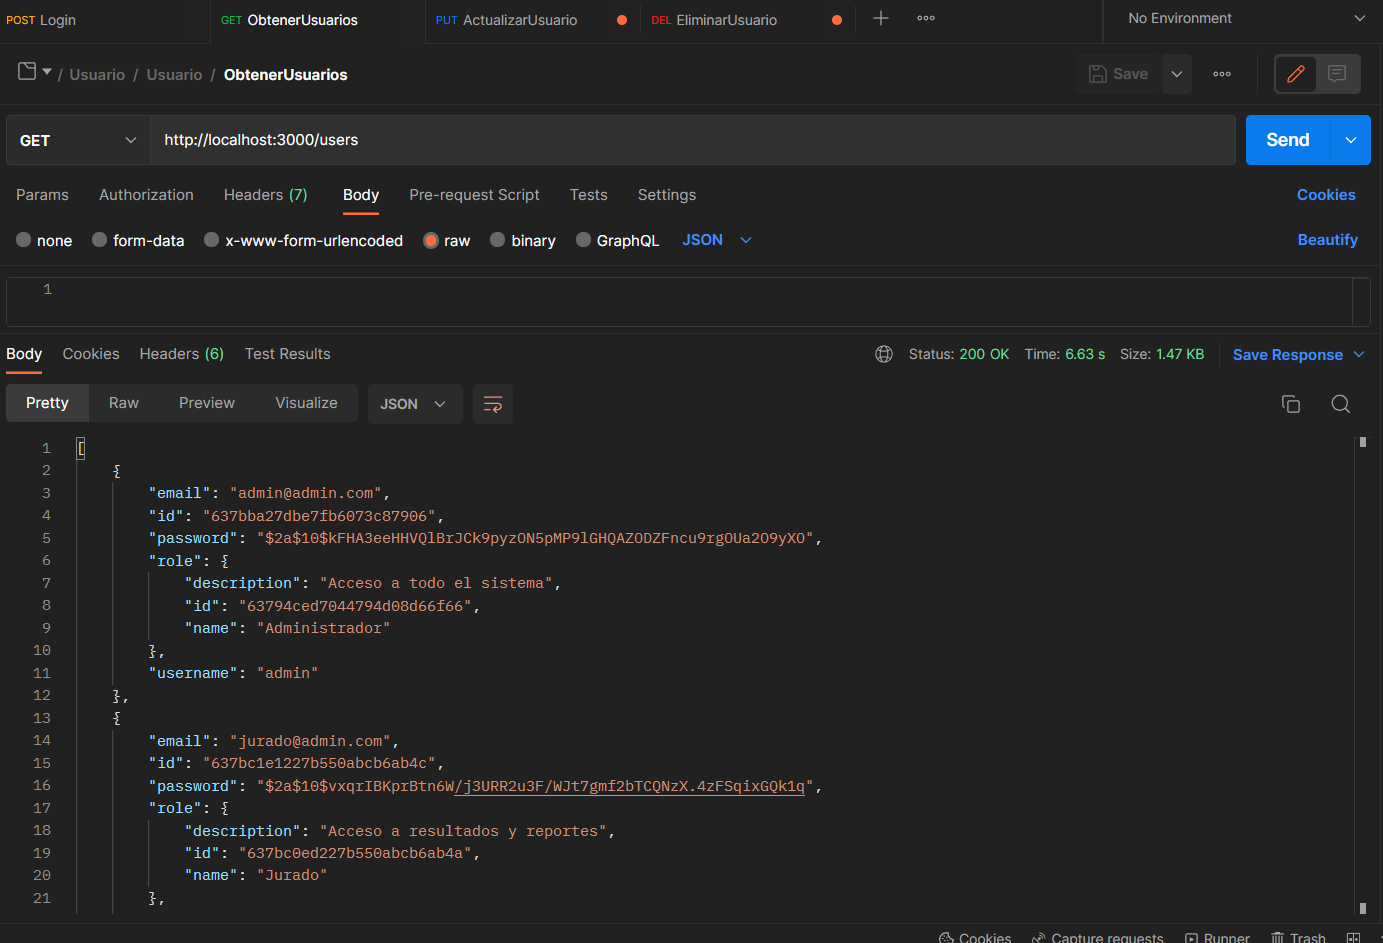 POST Login GET ObtenerUsuarios PUT ActualizarUsuario DEL EliminarUsuario No Environment
/ Usuario / Usuario / ObtenerUsuarios Save
GET http://localhost:3000/users Send
Params Authorization Headers (7) Body Pre-request Script Tests Settings Cookies
none form-data x-www-form-urlencoded raw binary GraphQL JSON Beautify
1
Body Cookies Headers (6) Test Results Status: 200 OK Time: 6.63 s Size: 1.47 KB Save Response
Pretty Raw Preview Visualize JSON
1 [
2 {
3 "email": "admin@admin.com",
4 "id": "637bba27dbe7fb6073c87906",
5 "password": "$2a$10$kFHA3eeHHVQlBrJCk9pyzON5pMP9lGHQAZODZFncu9rgOUa2O9yXO",
6 "role": {
7 "description": "Acceso a todo el sistema",
8 "id": "63794ced7044794d08d66f66",
9 "name": "Administrador"
10 },
11 "username": "admin"
12 },
13 {
14 "email": "jurado@admin.com",
15 "id": "637bc1e1227b550abcb6ab4c",
16 "password": "$2a$10$vxqrIBKprBtn6W/j3URR2u3F/WJt7gmf2bTCQNzX.4zFSqixGQk1q",
17 "role": {
18 "description": "Acceso a resultados y reportes",
19 "id": "637bc0ed227b550abcb6ab4a",
20 "name": "Jurado"
21 },
Cookies Capture requests Runner Trash